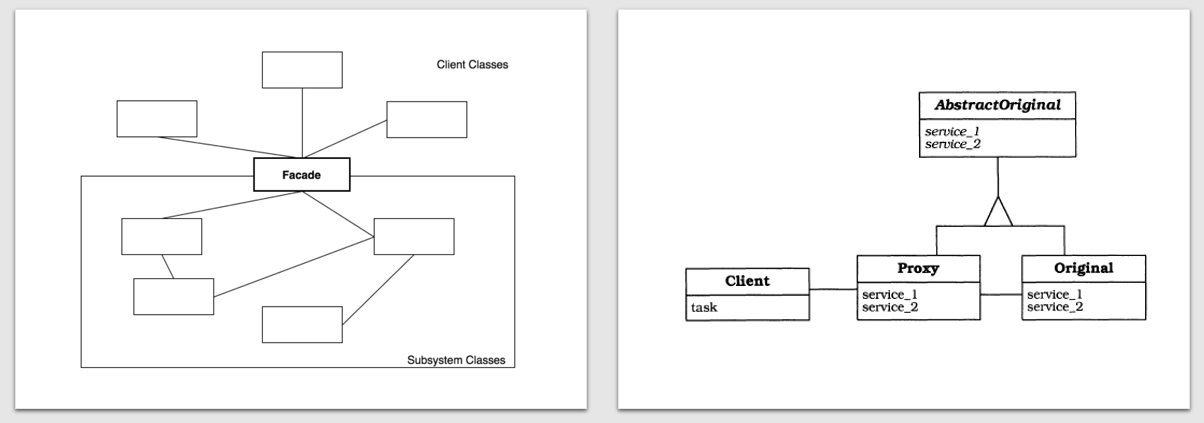 Client Classes
Facade
Subsystem Classes
AbstractOriginal
service_1
service_2
Client
task
Proxy
service_1
service_2
Original
service_1
service_2